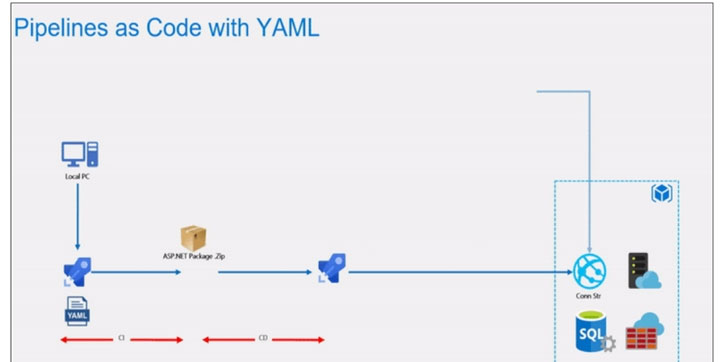 Pipelines as Code with YAML
Local PC
ASP.NET Package .Zip
Conn Str
YAML
SQL
CI
CD